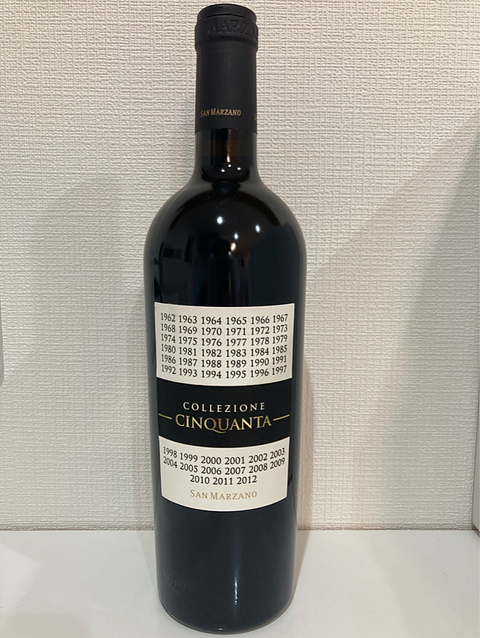 SAN MARZANO
1962 1963 1964 1965 1966 1967
1968 1969 1970 1971 1972 1973
1974 1975 1976 1977 1978 1979
1980 1981 1982 1983 1984 1985
1986 1987 1988 1989 1990 1991
1992 1993 1994 1995 1996 1997
COLLEZIONE
CINQUANTA
1998 1999 2000 2001 2002 2003
2004 2005 2006 2007 2008 2009
2010 2011 2012
SAN MARZANO